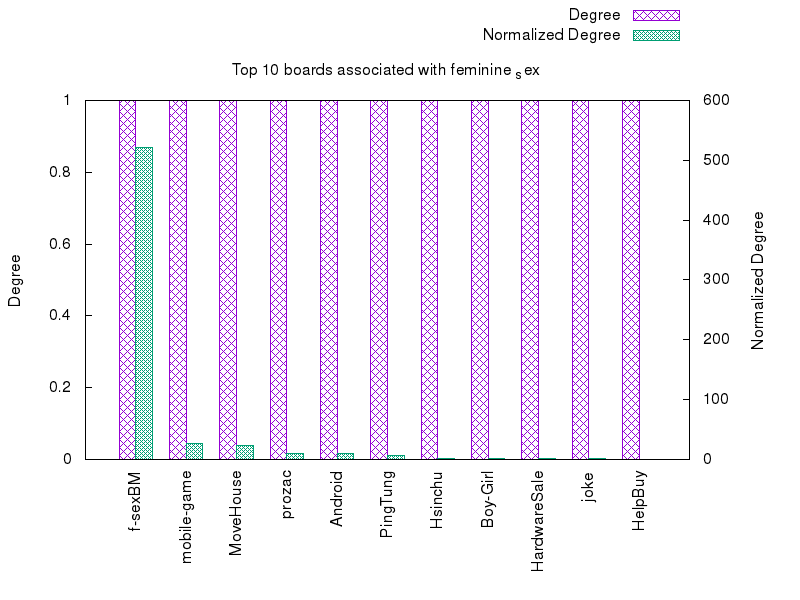 Degree
Normalized Degree
Top 10 boards associated with feminine sex
1
0.8
0.6
0.4
0.2
0
600
500
400
300
200
100
0
Degree
Normalized Degree
f-sexBM
mobile-game
MoveHouse
prozac
Android
PingTung
Hsinchu
Boy-Girl
HardwareSale
joke
HelpBuy